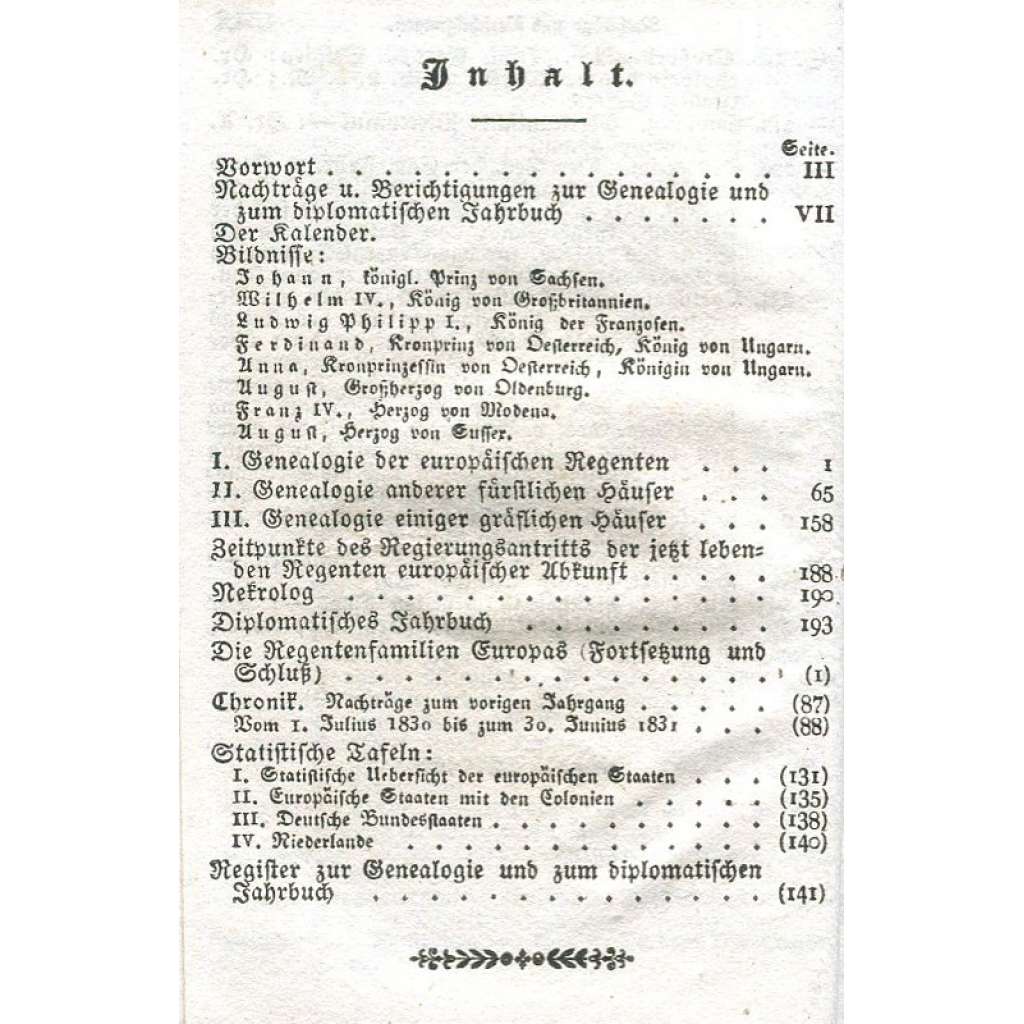 Inhalt.
Seite.
Vorwort . . . . . . . . . . . . . . . . . III
Nachträge u. Berichtigungen zur Genealogie und
zum diplomatischen Jahrbuch . . . . . . . VII
Der Kalender.
Bildnisse:
Johann, königl. Prinz von Sachsen.
Wilhelm IV., König von Großbritannien.
Ludwig Philipp I., König der Franzosen.
Ferdinand, Kronprinz von Oesterreich, König von Ungarn.
Anna, Kronprinzessin von Oesterreich, Königin von Ungarn.
August, Großherzog von Oldenburg.
Franz IV., Herzog von Modena.
August, Herzog von Sussex.
I. Genealogie der europäischen Regenten . . . 1
II. Genealogie anderer fürstlichen Häuser . . . 65
III. Genealogie einiger gräflichen Häuser . . . 158
Zeitpunkte des Regierungsantritts der jetzt leben-
den Regenten europäischer Abkunft . . . . . 188
Nekrolog . . . . . . . . . . . . . . . . 190
Diplomatisches Jahrbuch . . . . . . . . . 193
Die Regentenfamilien Europas (Fortsetzung und
Schluß) . . . . . . . . . . . . . . . . (1)
Chronik. Nachträge zum vorigen Jahrgang . . . . . (87)
Vom 1. Julius 1830 bis zum 30. Junius 1831 . . . (88)
Statistische Tafeln:
I. Statistische Uebersicht der europäischen Staaten . . . (131)
II. Europäische Staaten mit den Colonien . . . . . (135)
III. Deutsche Bundesstaaten . . . . . . . . . . (138)
IV. Niederlande . . . . . . . . . . . . . (140)
Register zur Genealogie und zum diplomatischen
Jahrbuch . . . . . . . . . . . . . . (141)